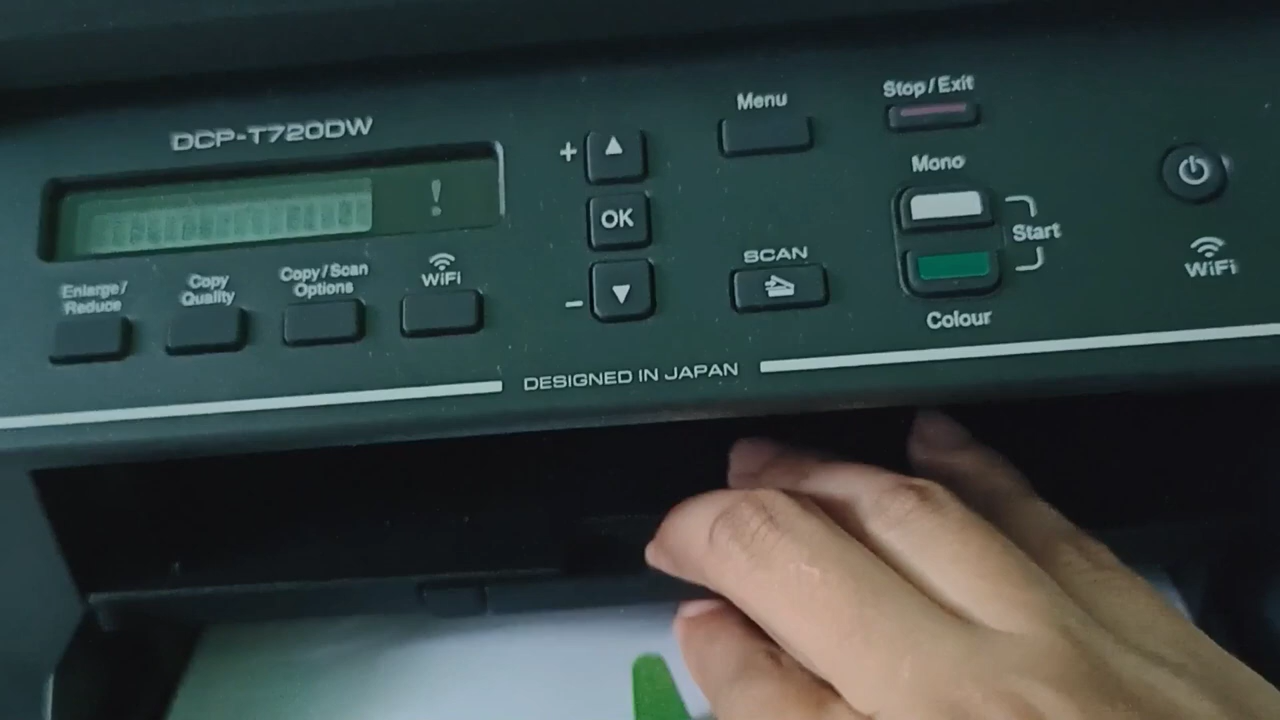 DCP-T720DW
!
Enlarge/
Reduce
Copy
Quality
Copy/Scan
Options
WiFi
+
OK
−
Menu
SCAN
Stop/Exit
Mono
Start
Colour
WiFi
DESIGNED IN JAPAN